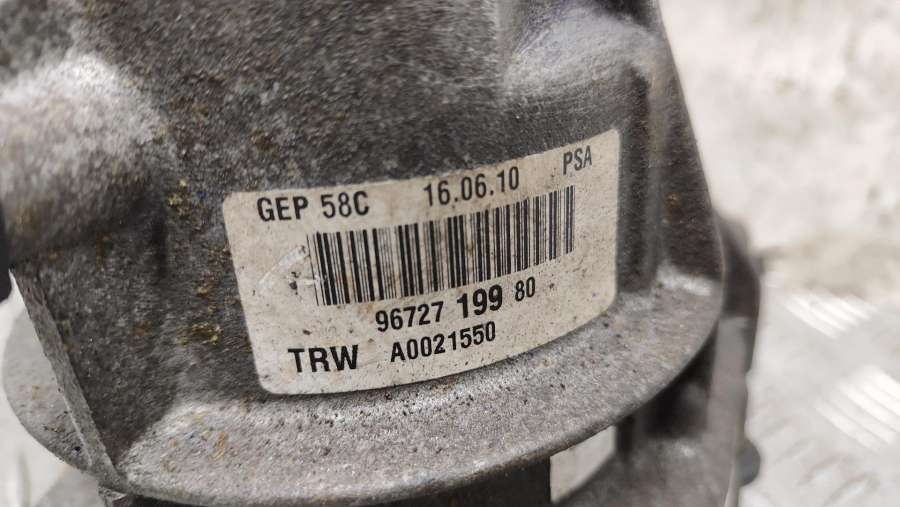 GEP 58C 16.06.10 PSA
96727 199 80
TRW A0021550